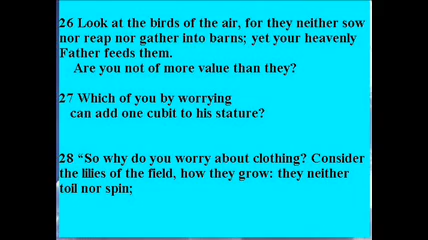 26 Look at the birds of the air, for they neither sow
nor reap nor gather into barns; yet your heavenly
Father feeds them.
Are you not of more value than they?
27 Which of you by worrying
can add one cubit to his stature?
28 “So why do you worry about clothing? Consider
the lilies of the field, how they grow: they neither
toil nor spin;